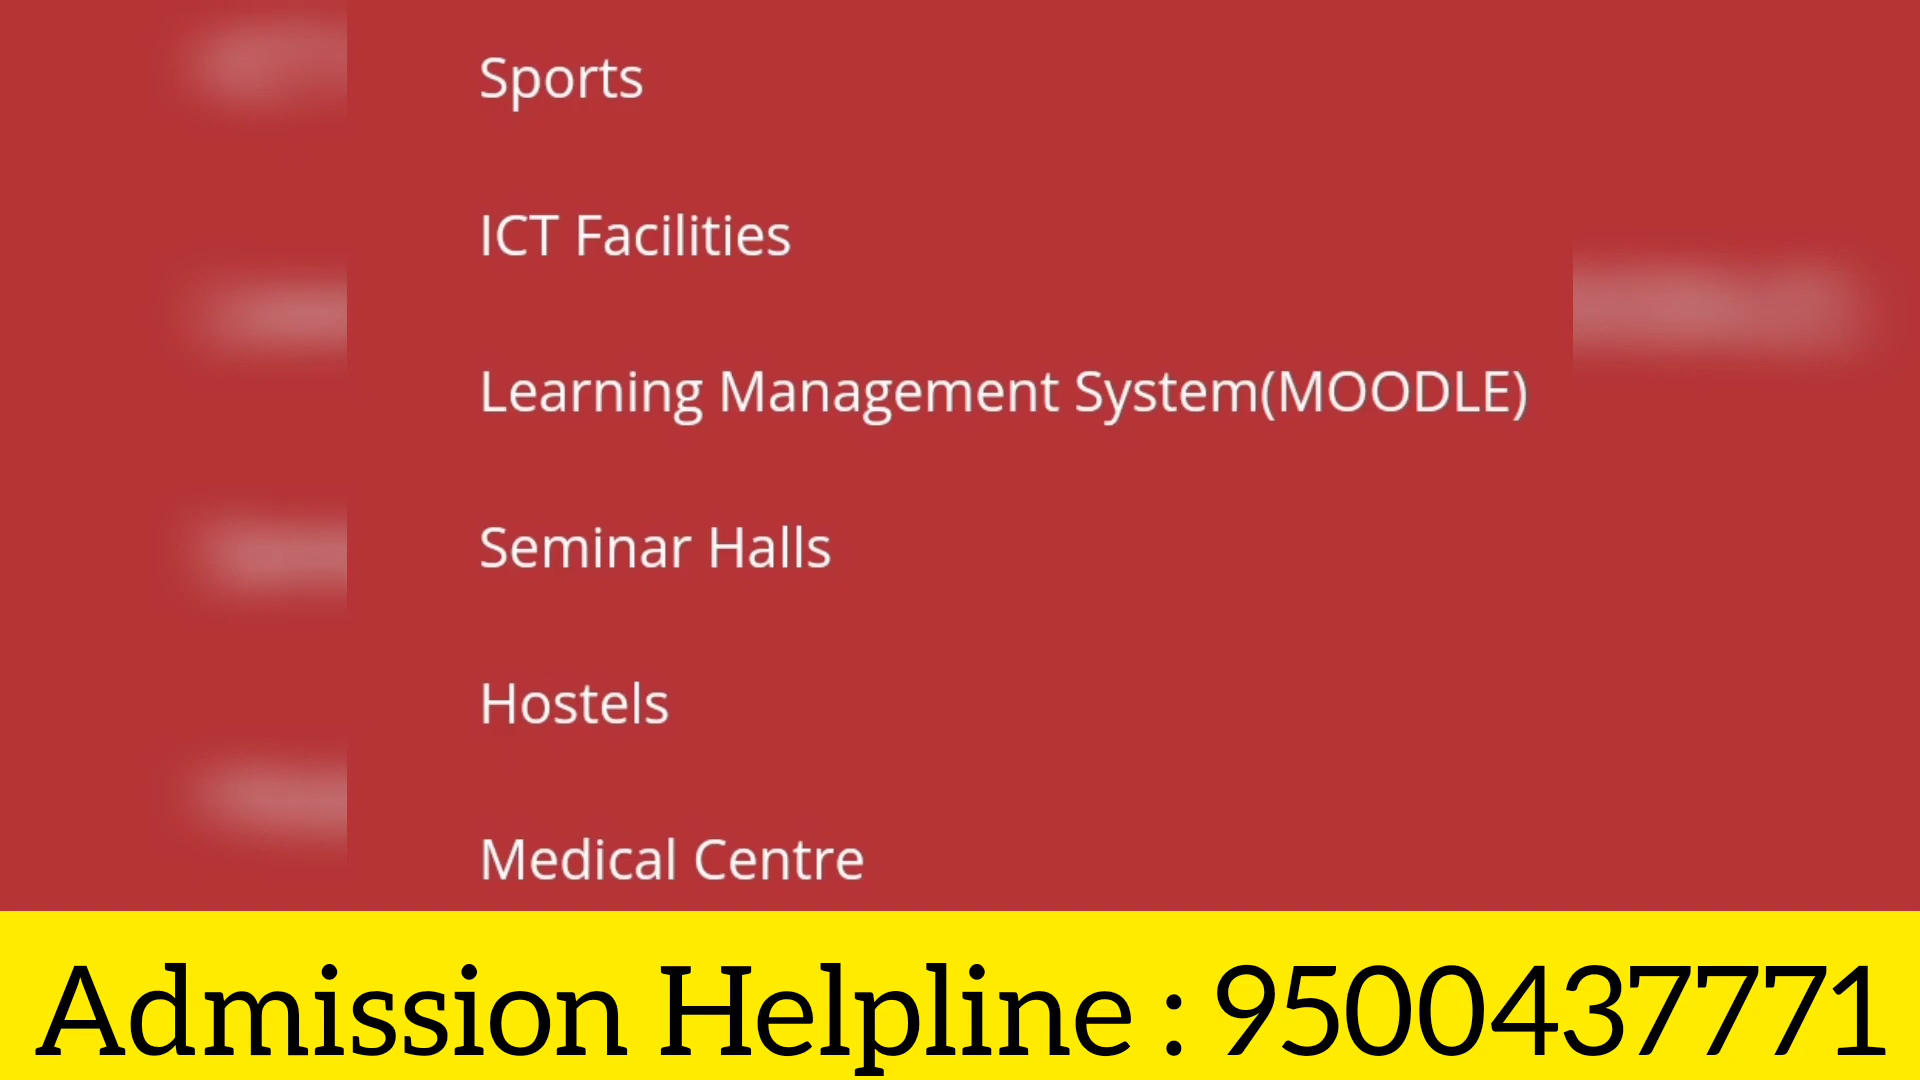 Sports
ICT Facilities
Learning Management System(MOODLE)
Seminar Halls
Hostels
Medical Centre
Admission Helpline : 9500437771